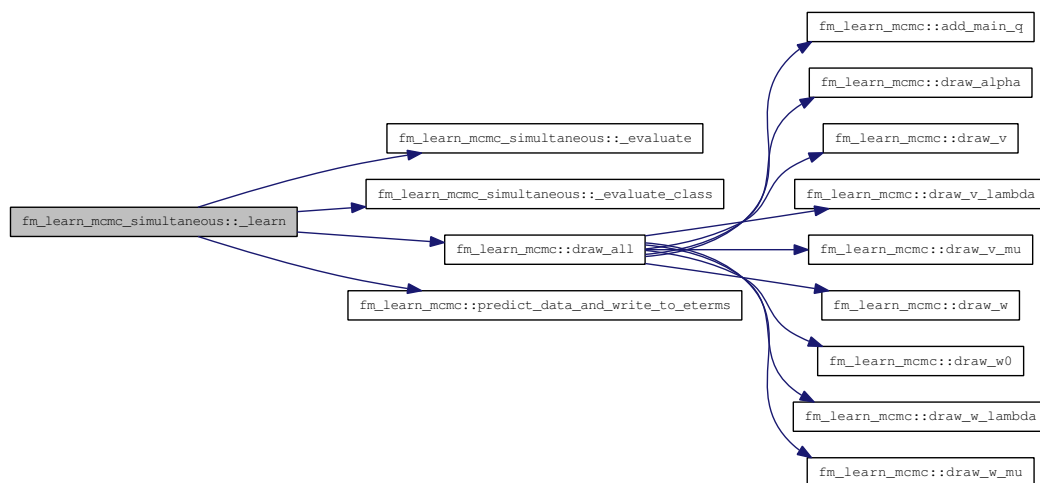 fm_learn_mcmc_simultaneous::_learn
fm_learn_mcmc_simultaneous::_evaluate
fm_learn_mcmc_simultaneous::_evaluate_class
fm_learn_mcmc::draw_all
fm_learn_mcmc::predict_data_and_write_to_eterms
fm_learn_mcmc::add_main_q
fm_learn_mcmc::draw_alpha
fm_learn_mcmc::draw_v
fm_learn_mcmc::draw_v_lambda
fm_learn_mcmc::draw_v_mu
fm_learn_mcmc::draw_w
fm_learn_mcmc::draw_w0
fm_learn_mcmc::draw_w_lambda
fm_learn_mcmc::draw_w_mu